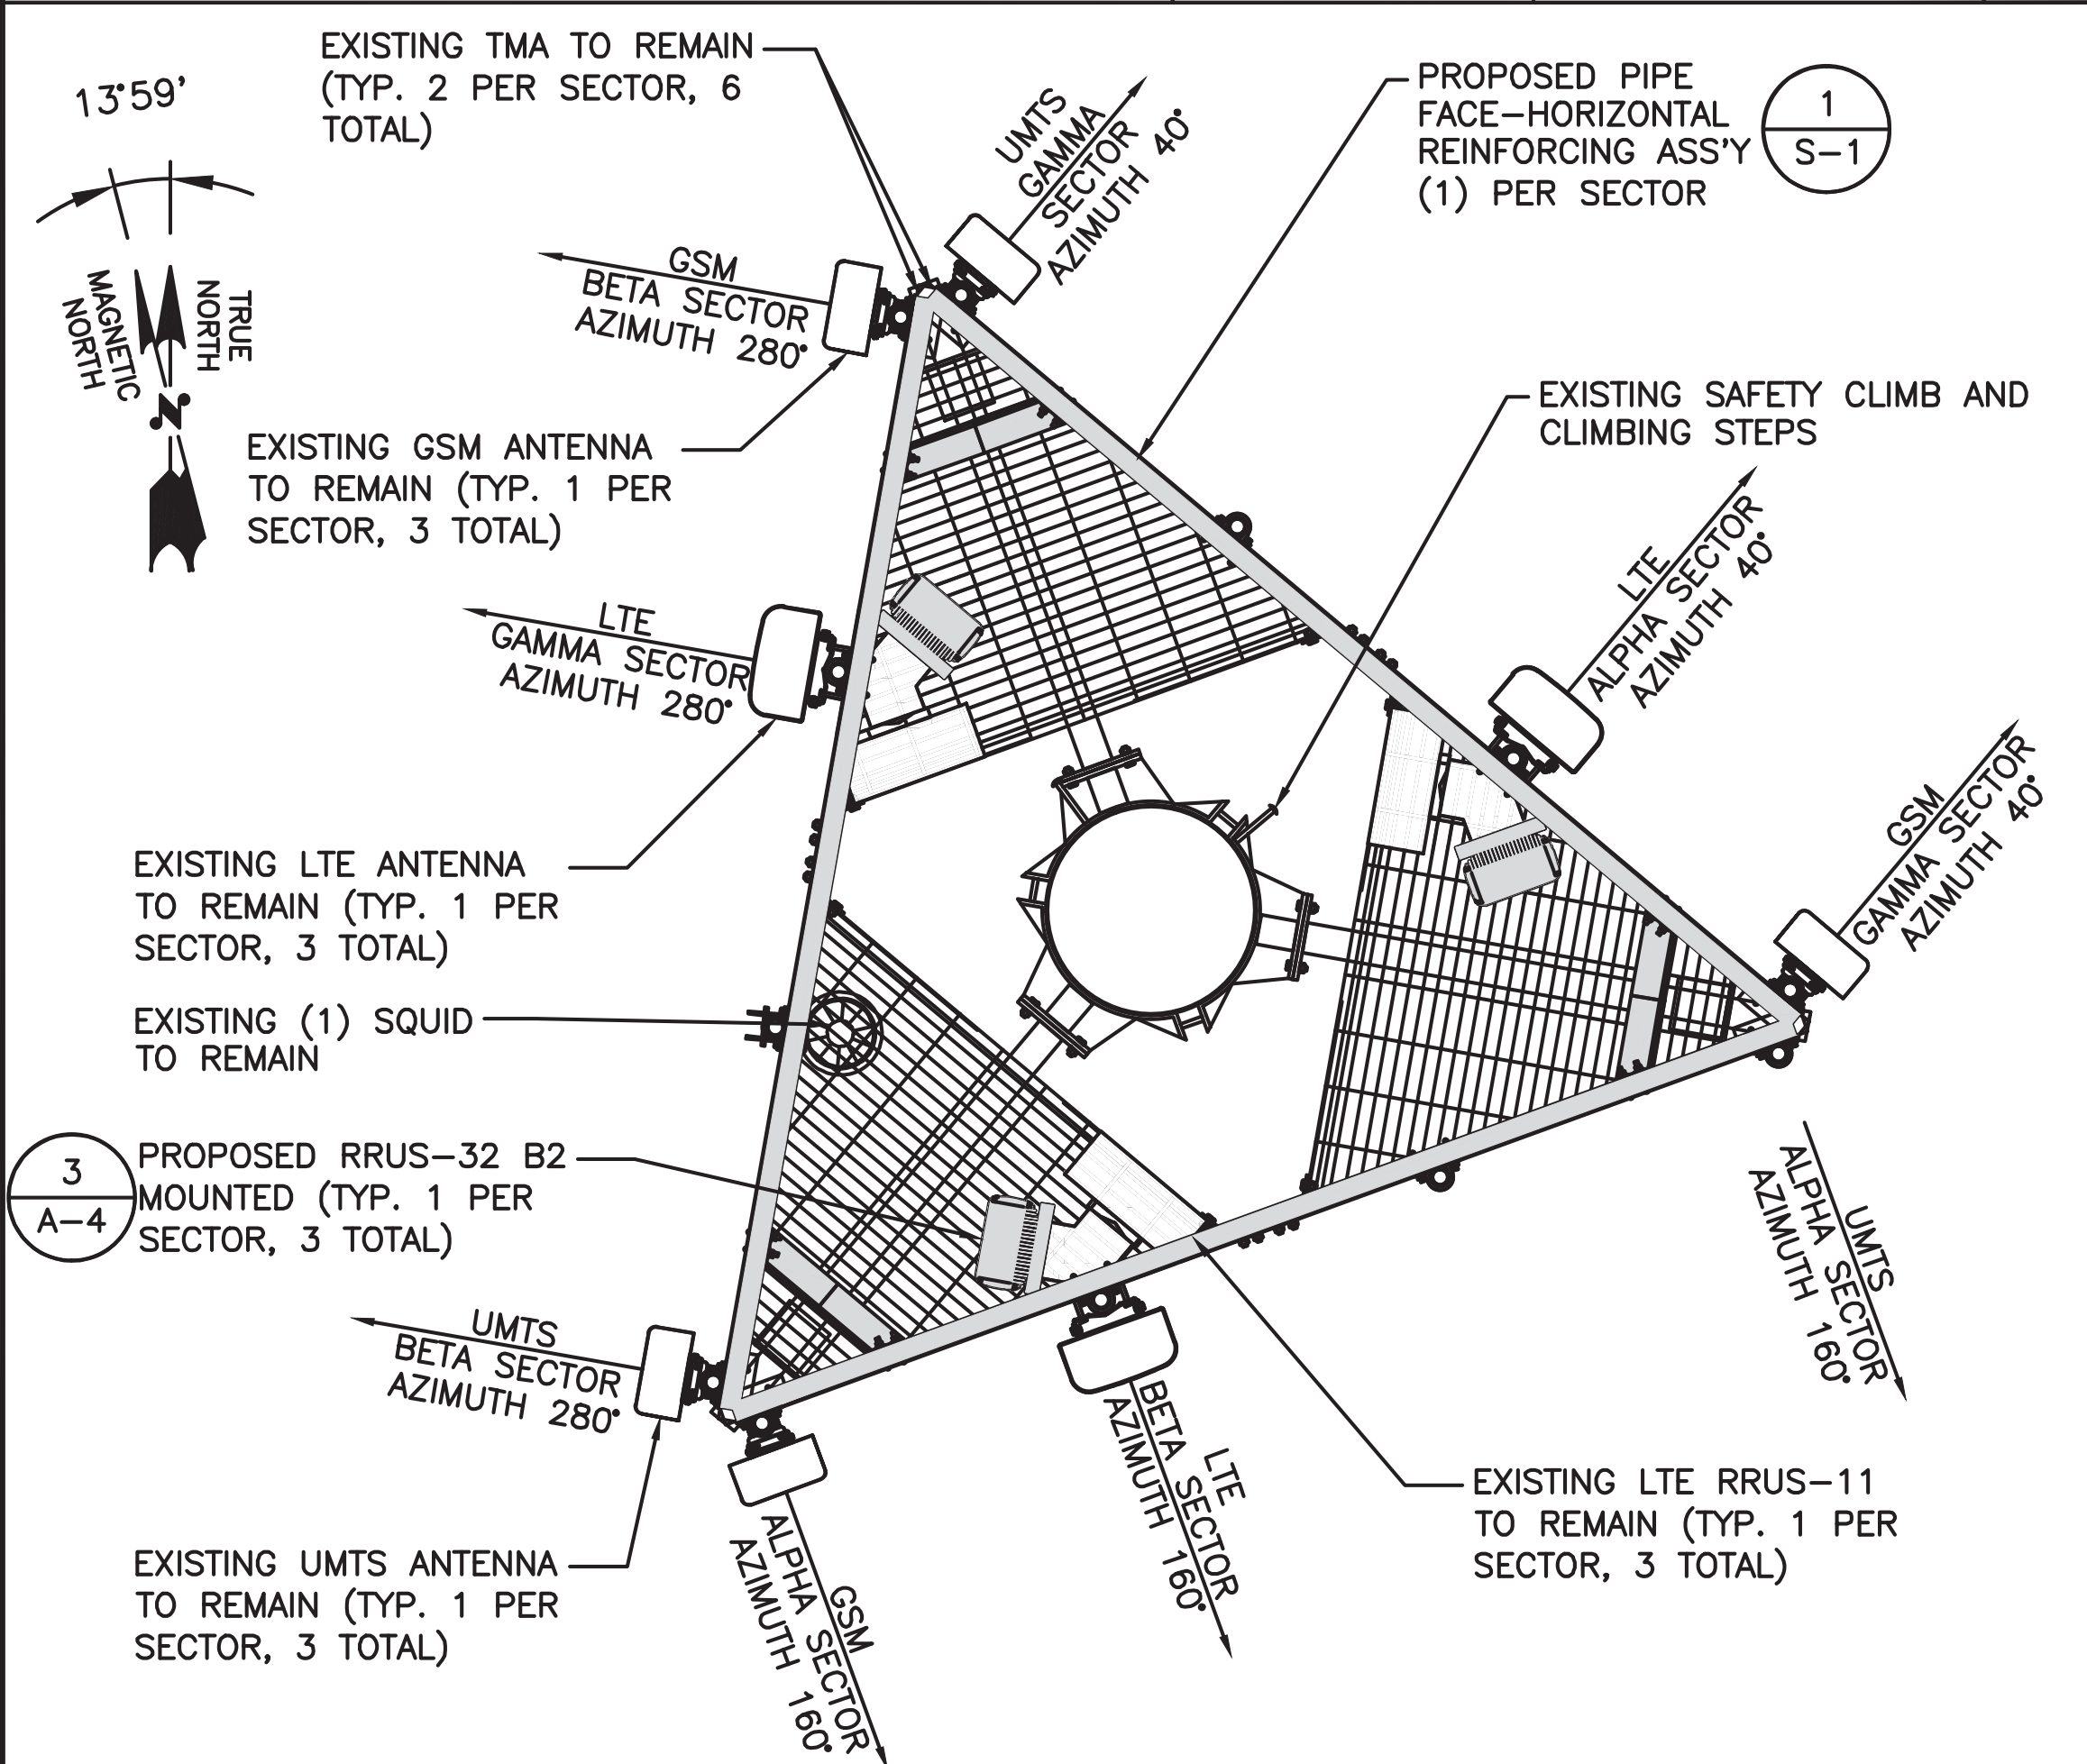 EXISTING TMA TO REMAIN
(TYP. 2 PER SECTOR, 6
TOTAL)
13°59'
TRUE
NORTH
MAGNETIC
NORTH
N
UMTS
GAMMA
SECTOR
AZIMUTH 40°
PROPOSED PIPE
FACE-HORIZONTAL
REINFORCING ASS'Y
(1) PER SECTOR
1
S-1
GSM
BETA SECTOR
AZIMUTH 280°
EXISTING SAFETY CLIMB AND
CLIMBING STEPS
EXISTING GSM ANTENNA
TO REMAIN (TYP. 1 PER
SECTOR, 3 TOTAL)
LTE
ALPHA SECTOR
AZIMUTH 40°
LTE
GAMMA SECTOR
AZIMUTH 280°
GSM
GAMMA SECTOR
AZIMUTH 40°
EXISTING LTE ANTENNA
TO REMAIN (TYP. 1 PER
SECTOR, 3 TOTAL)
EXISTING (1) SQUID
TO REMAIN
3
A-4
PROPOSED RRUS-32 B2
MOUNTED (TYP. 1 PER
SECTOR, 3 TOTAL)
UMTS
ALPHA SECTOR
AZIMUTH 160°
UMTS
BETA SECTOR
AZIMUTH 280°
LTE
BETA SECTOR
AZIMUTH 160°
EXISTING LTE RRUS-11
TO REMAIN (TYP. 1 PER
SECTOR, 3 TOTAL)
EXISTING UMTS ANTENNA
TO REMAIN (TYP. 1 PER
SECTOR, 3 TOTAL)
GSM
ALPHA SECTOR
AZIMUTH 160°